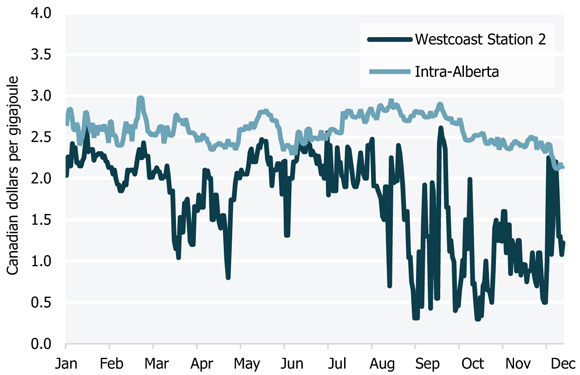 Canadian dollars per gigajoule
4.0
3.5
3.0
2.5
2.0
1.5
1.0
0.5
0.0
Westcoast Station 2
Intra-Alberta
Jan Feb Mar Apr May Jun Jul Aug Sep Oct Nov Dec